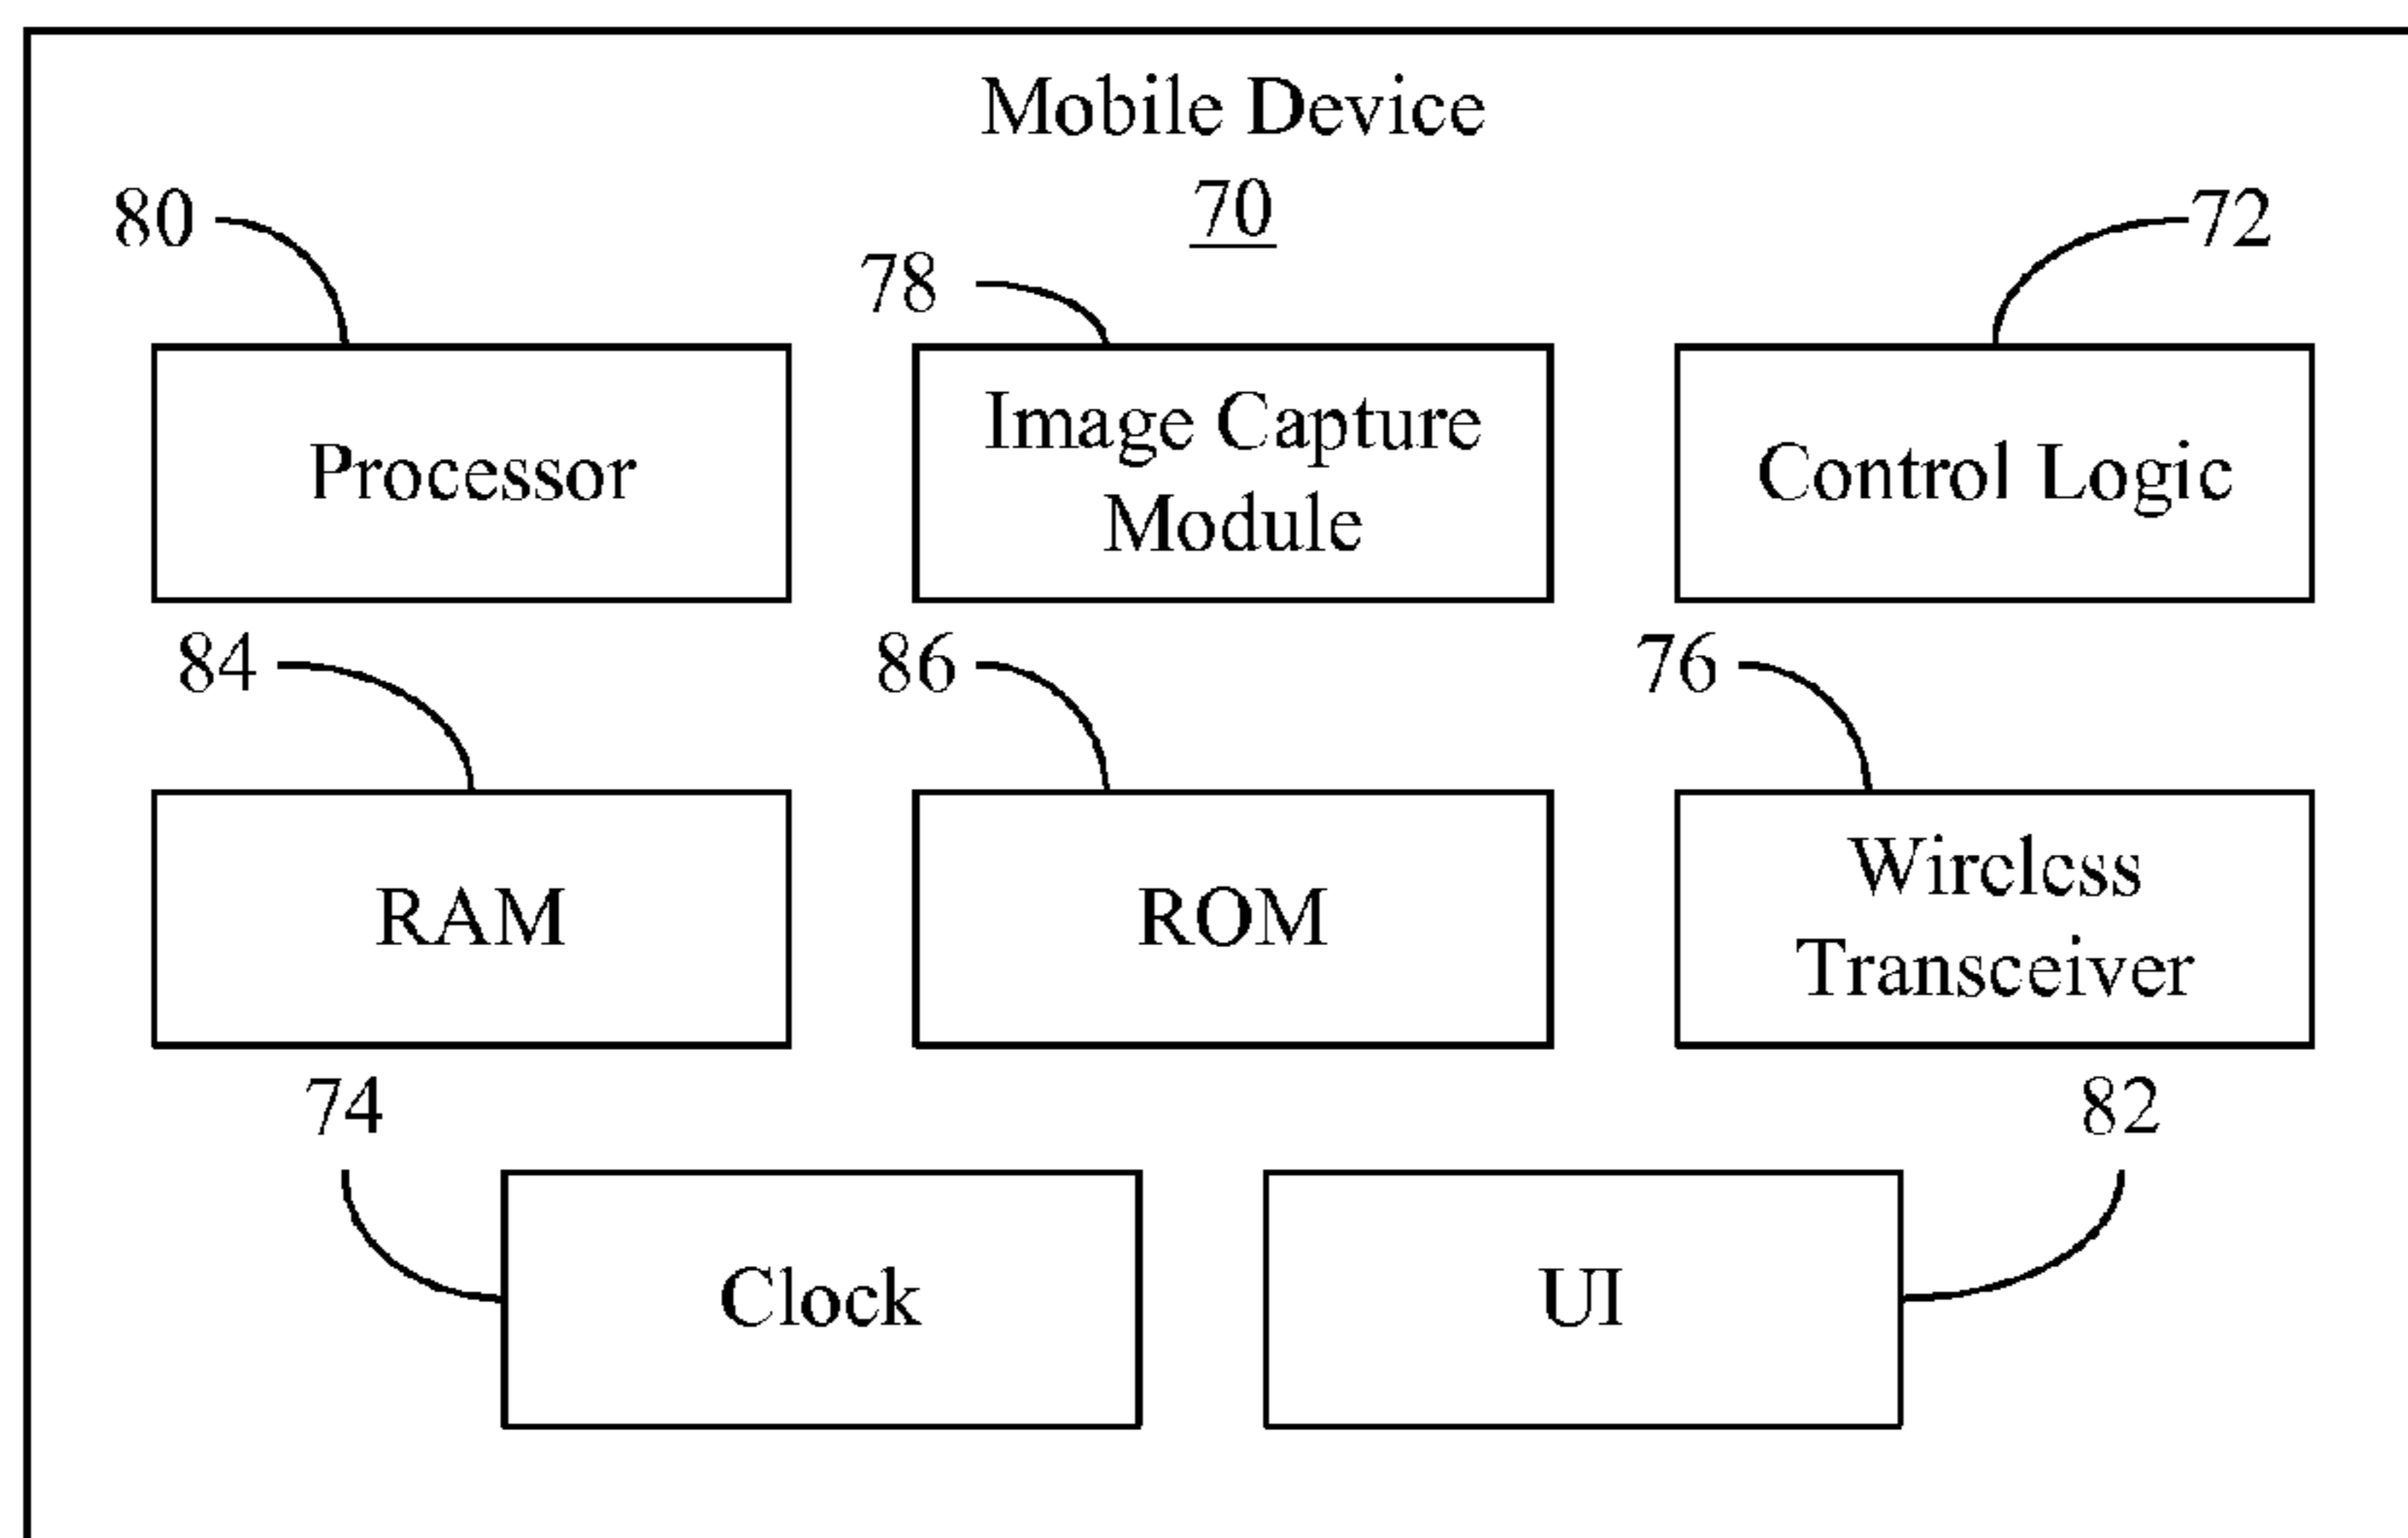 Mobile Device
70
80
78
72
Processor
Image Capture
Module
Control Logic
84
86
76
RAM
ROM
Wireless
Transceiver
74
82
Clock
UI